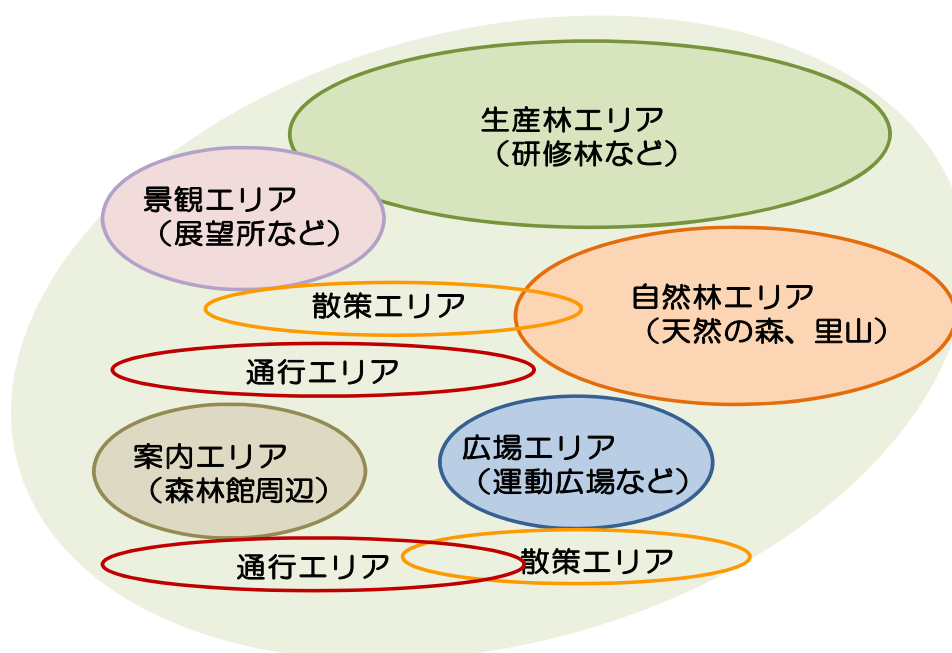 生産林エリア
（研修林など）
景観エリア
（展望所など）
散策エリア
自然林エリア
（天然の森、里山）
通行エリア
案内エリア
（森林館周辺）
広場エリア
（運動広場など）
通行エリア
散策エリア